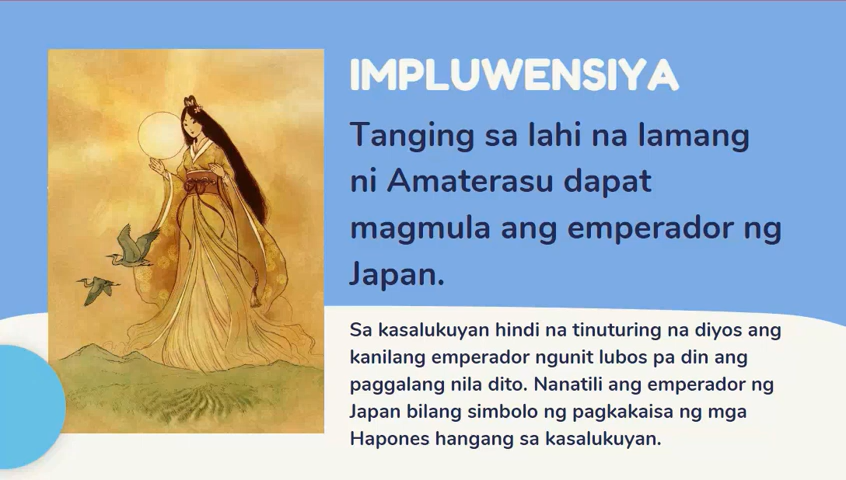 IMPLUWENSIYA
Tanging sa lahi na lamang
ni Amaterasu dapat
magmula ang emperador ng
Japan.
Sa kasalukuyan hindi na tinuturing na diyos ang
kanilang emperador ngunit lubos pa din ang
paggalang nila dito. Nanatili ang emperador ng
Japan bilang simbolo ng pagkakaisa ng mga
Hapones hangang sa kasalukuyan.